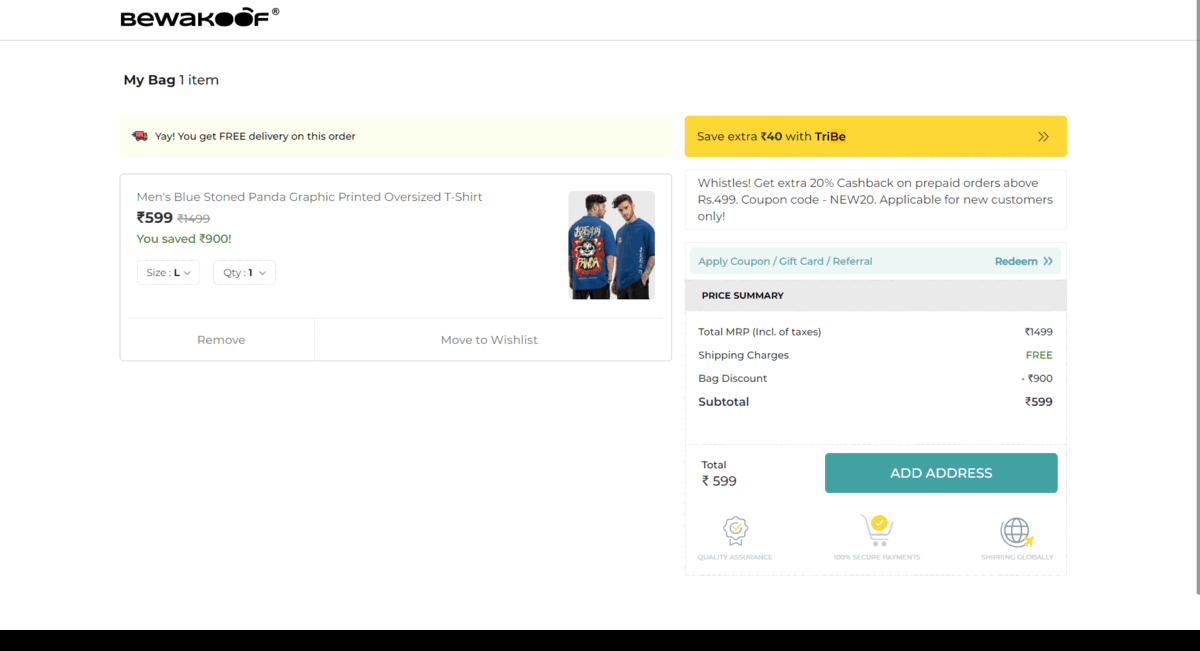 BEWAKOOF®
My Bag 1 item
Yay! You get FREE delivery on this order
Men's Blue Stoned Panda Graphic Printed Oversized T-Shirt
₹599 ₹1499
You saved ₹900!
Size : L
Qty : 1
PANDA
Remove
Move to Wishlist
Save extra ₹40 with TriBe
Whistles! Get extra 20% Cashback on prepaid orders above
Rs.499. Coupon code - NEW20. Applicable for new customers
only!
Apply Coupon / Gift Card / Referral
Redeem
PRICE SUMMARY
Total MRP (Incl. of taxes) ₹1499
Shipping Charges FREE
Bag Discount - ₹900
Subtotal ₹599
Total
₹ 599
ADD ADDRESS
QUALITY ASSURANCE
100% SECURE PAYMENTS
SHIPPING GLOBALLY